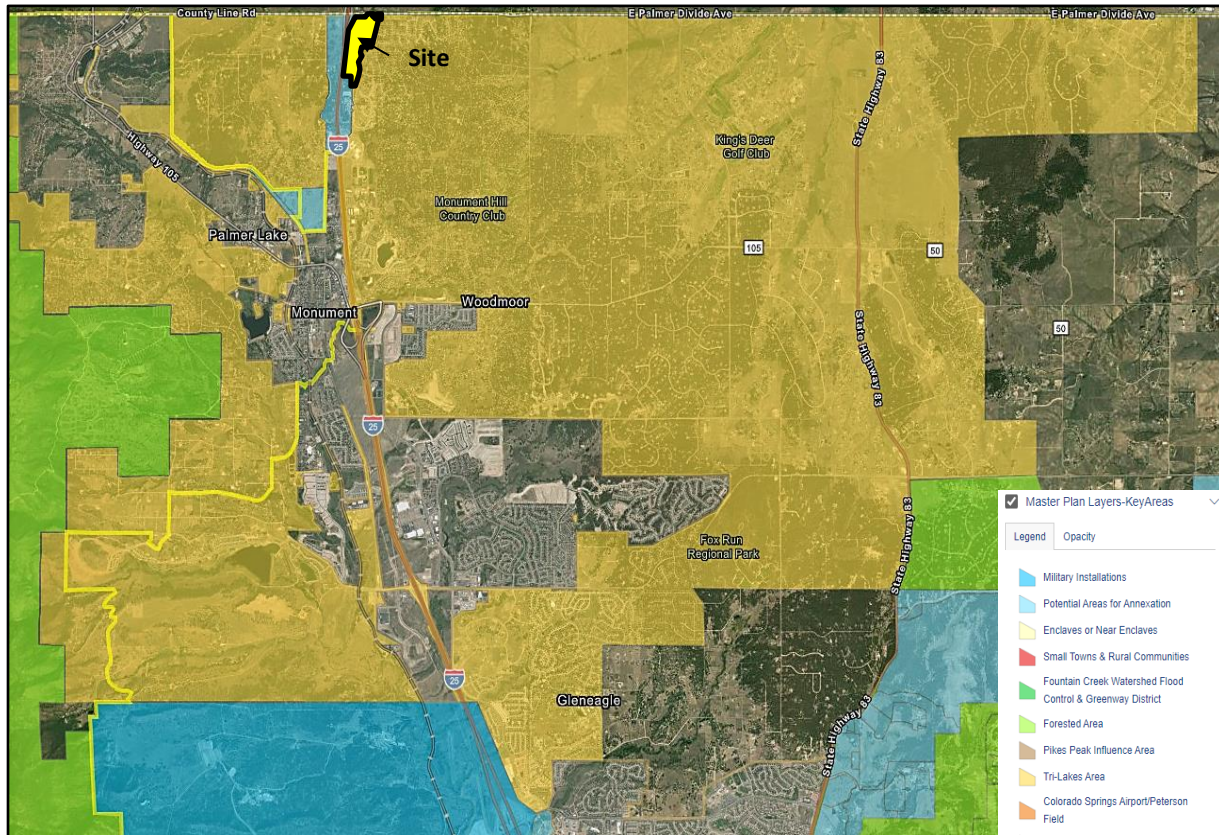 County Line Rd
E Palmer Divide Ave
E Palmer Divide Ave
Site
Highway 105
State Highway 83
25
King's Deer
Golf Club
Monument Hill
Country Club
Palmer Lake
105
50
Monument
Woodmoor
50
State Highway 83
25
State Highway 83
Fox Run
Regional Park
25
Gleneagle
State Highway 83
Master Plan Layers-KeyAreas
Legend
Opacity
Military Installations
Potential Areas for Annexation
Enclaves or Near Enclaves
Small Towns & Rural Communities
Fountain Creek Watershed Flood
Control & Greenway District
Forested Area
Pikes Peak Influence Area
Tri-Lakes Area
Colorado Springs Airport/Peterson
Field